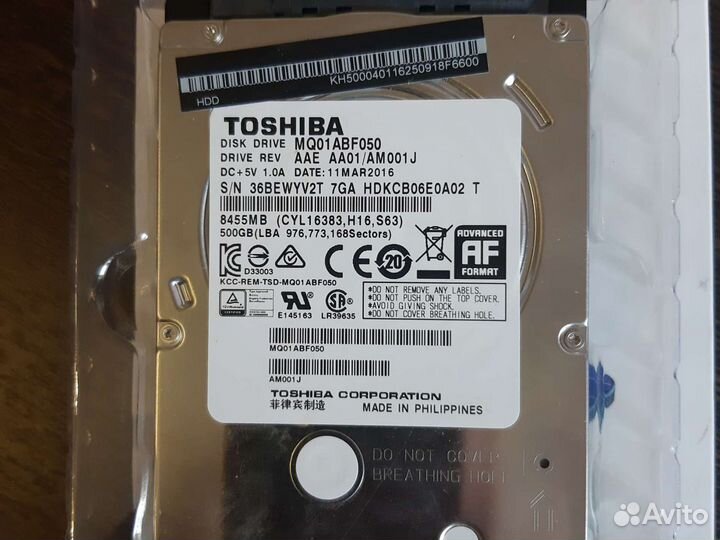 KH500040116250918F6600
HDD
TOSHIBA
DISK DRIVE MQ01ABF050
DRIVE REV AAE AA01/AM001J
DC+5V 1.0A DATE:11MAR2016
S/N 36BEWYV2T 7GA HDKCB06E0A02 T
8455MB (CYL16383,H16,S63)
500GB(LBA 976,773,168Sectors)
ADVANCED
AF
FORMAT
20
D33003
KCC-REM-TSD-MQ01ABF050
E145163
LR39635
*DO NOT REMOVE ANY LABELS.
*DO NOT PUSH ON THE TOP COVER.
*AVOID GIVING SHOCK.
*DO NOT COVER BREATHING HOLE.
MQ01ABF050
AM001J
TOSHIBA CORPORATION
菲律宾制造
MADE IN PHILIPPINES
DO NOT COVER
BREATHING HOLE
Avito